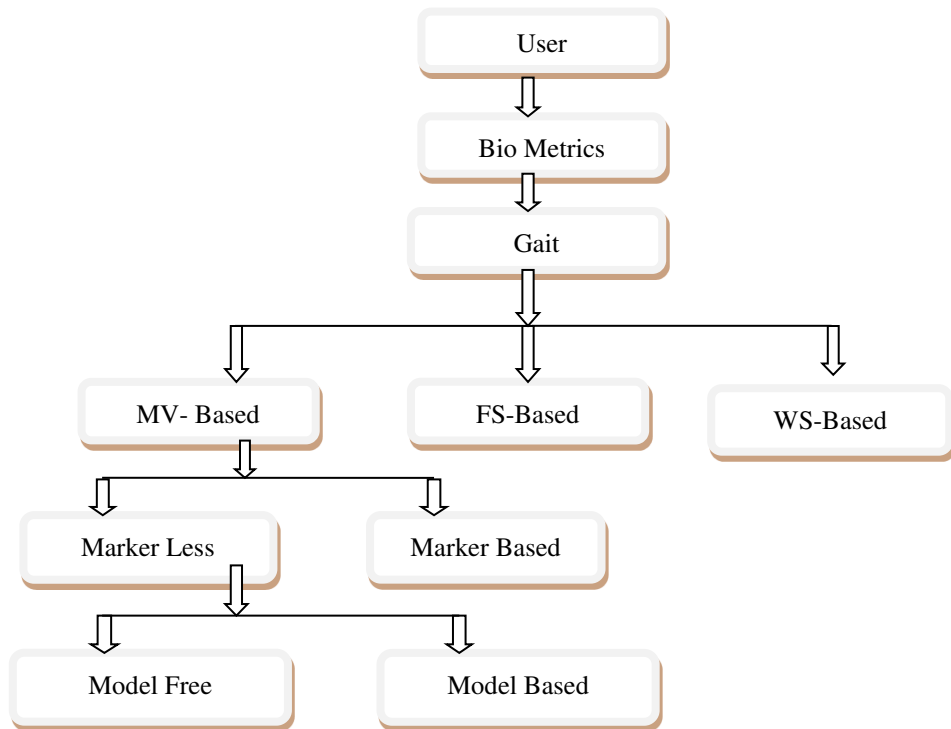 User
Bio Metrics
Gait
MV- Based
FS-Based
WS-Based
Marker Less
Marker Based
Model Free
Model Based